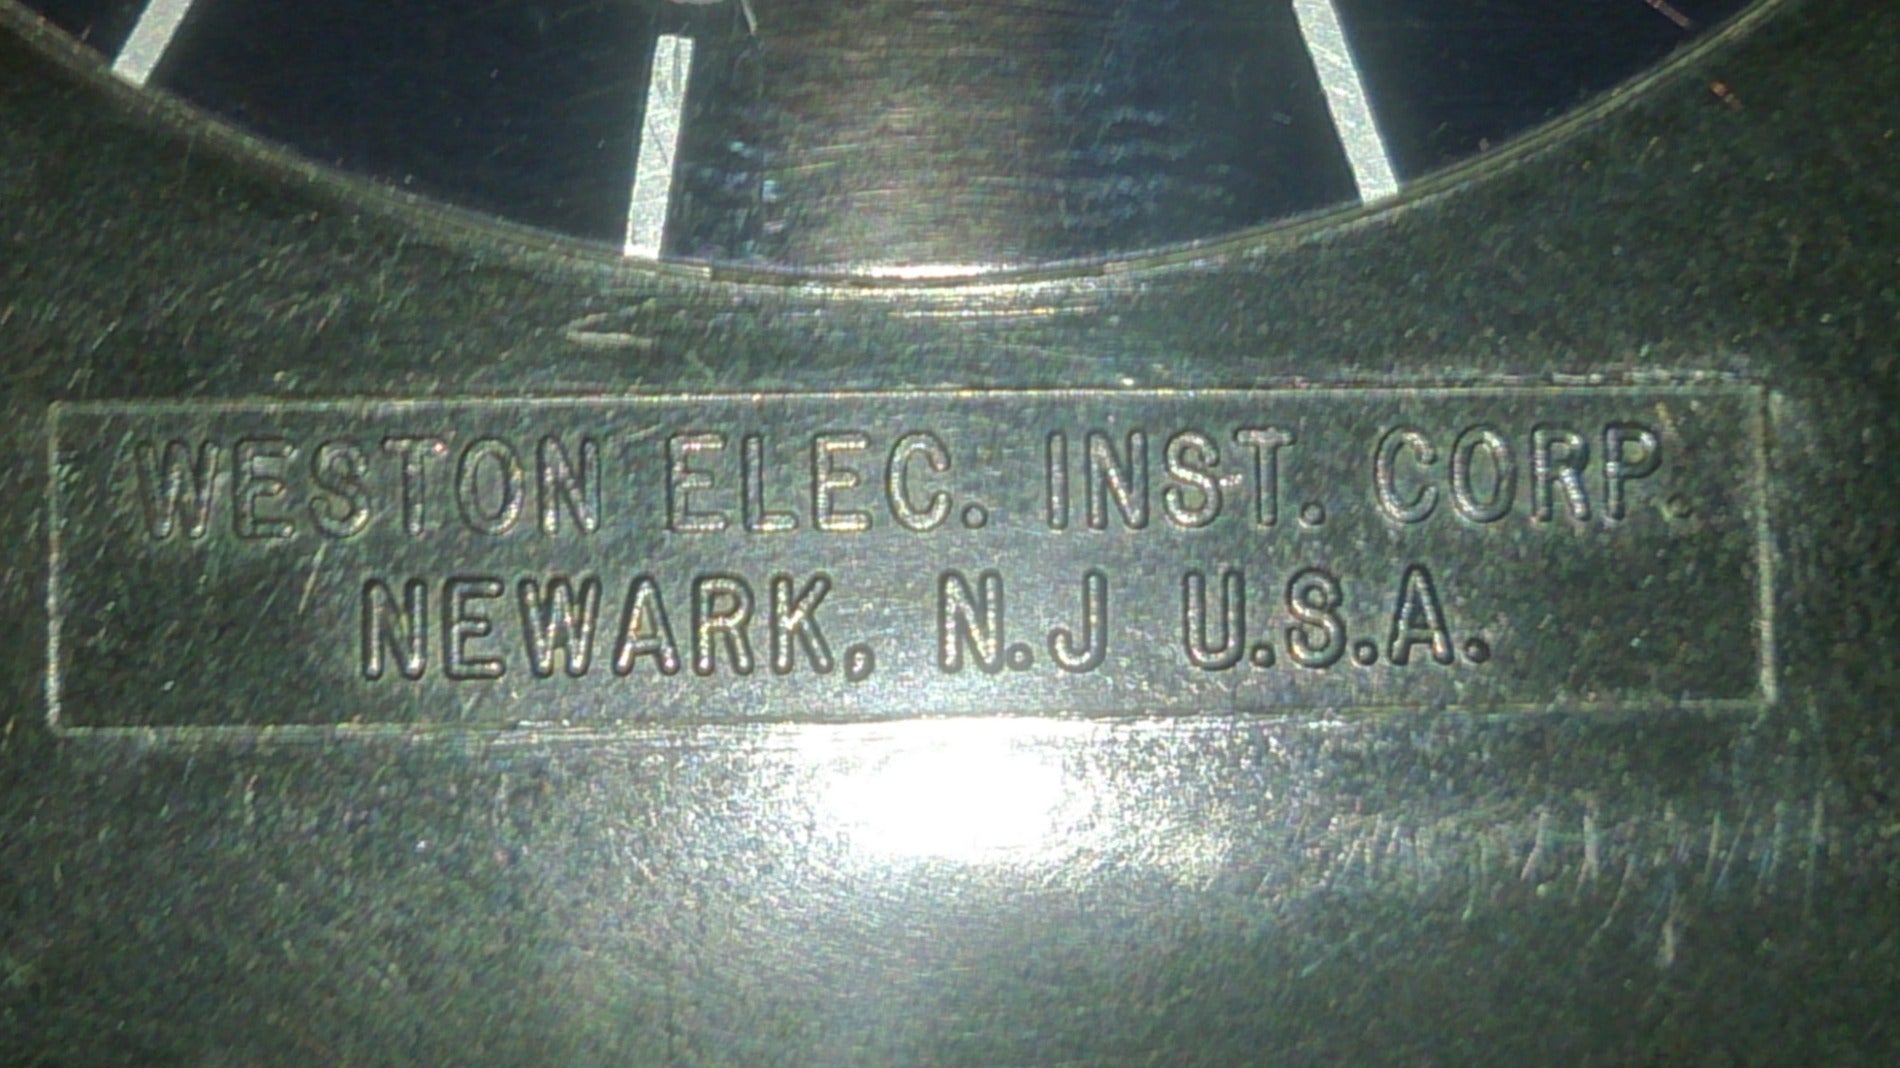 WESTON ELEC. INST. CORP.
NEWARK, N.J U.S.A.